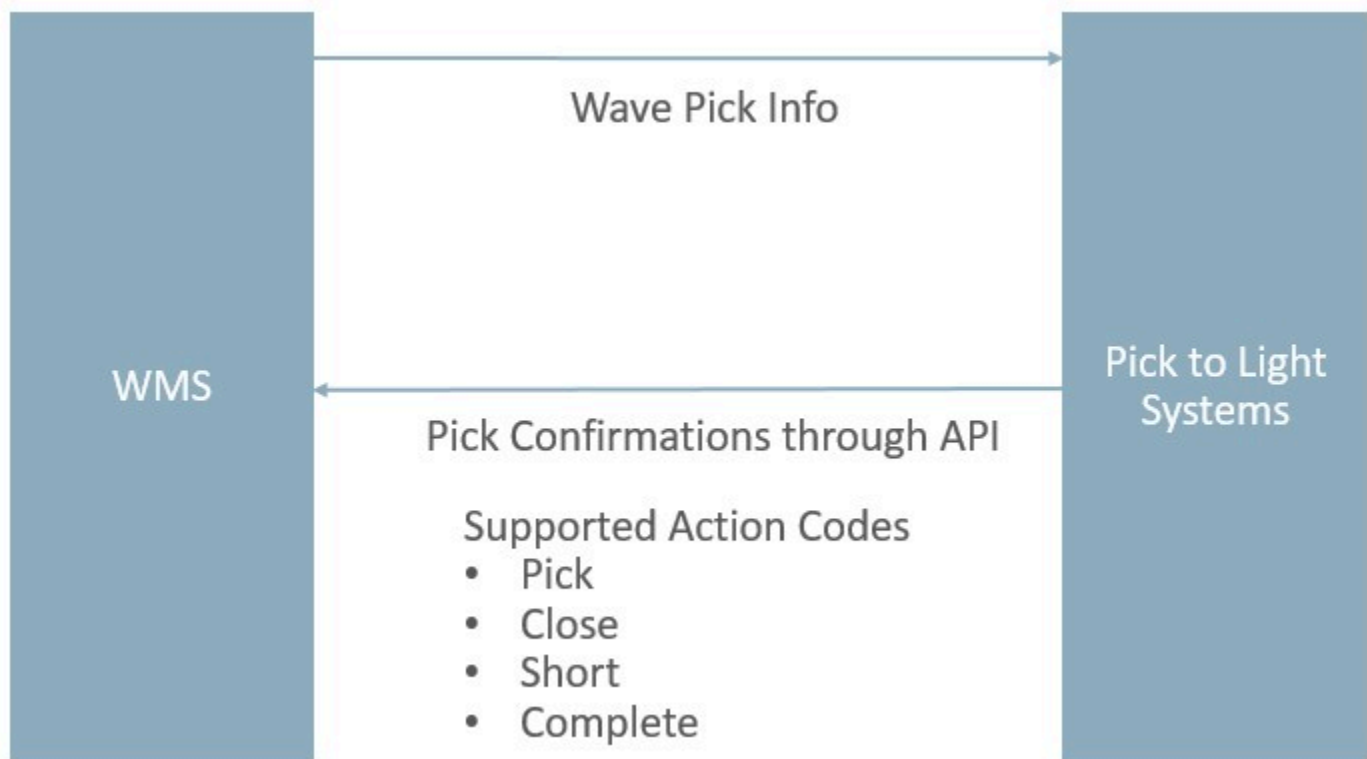 Wave Pick Info
WMS
Pick to Light
Systems
Pick Confirmations through API
Supported Action Codes
• Pick
• Close
• Short
• Complete